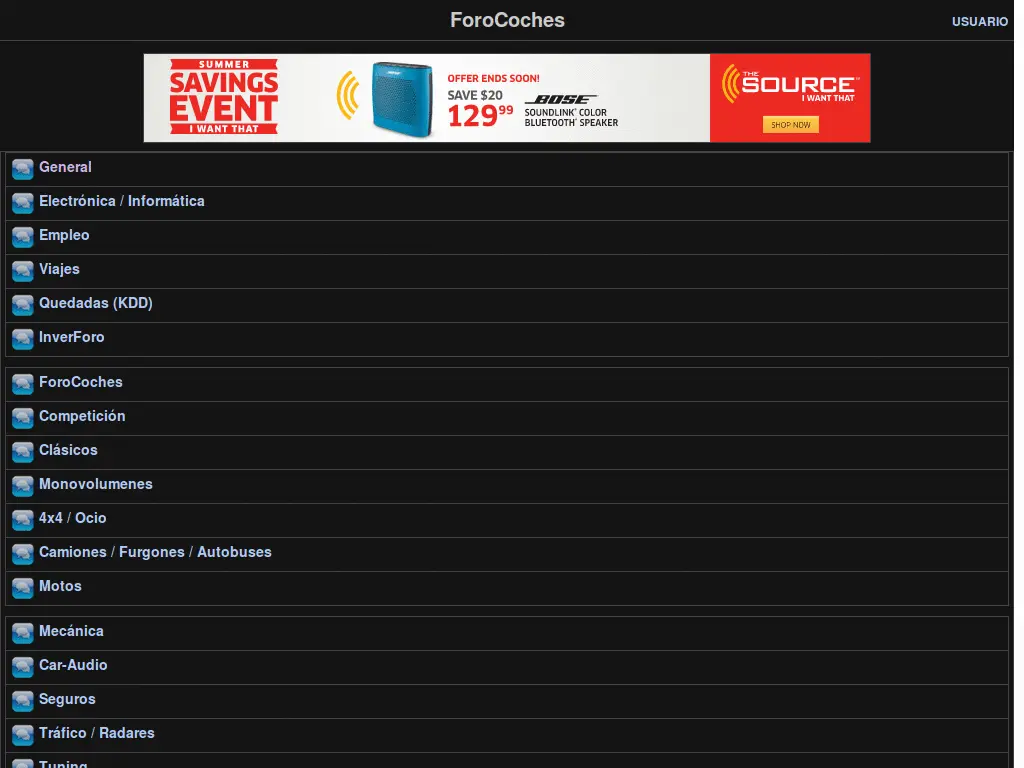 ForoCoches
USUARIO
SUMMER
SAVINGS
EVENT
I WANT THAT
OFFER ENDS SOON!
SAVE $20
129.99
BOSE
SOUNDLINK® COLOR
BLUETOOTH® SPEAKER
THE SOURCE™
I WANT THAT
SHOP NOW
General
Electrónica / Informática
Empleo
Viajes
Quedadas (KDD)
InverForo
ForoCoches
Competición
Clásicos
Monovolumenes
4x4 / Ocio
Camiones / Furgones / Autobuses
Motos
Mecánica
Car-Audio
Seguros
Tráfico / Radares
Tuning